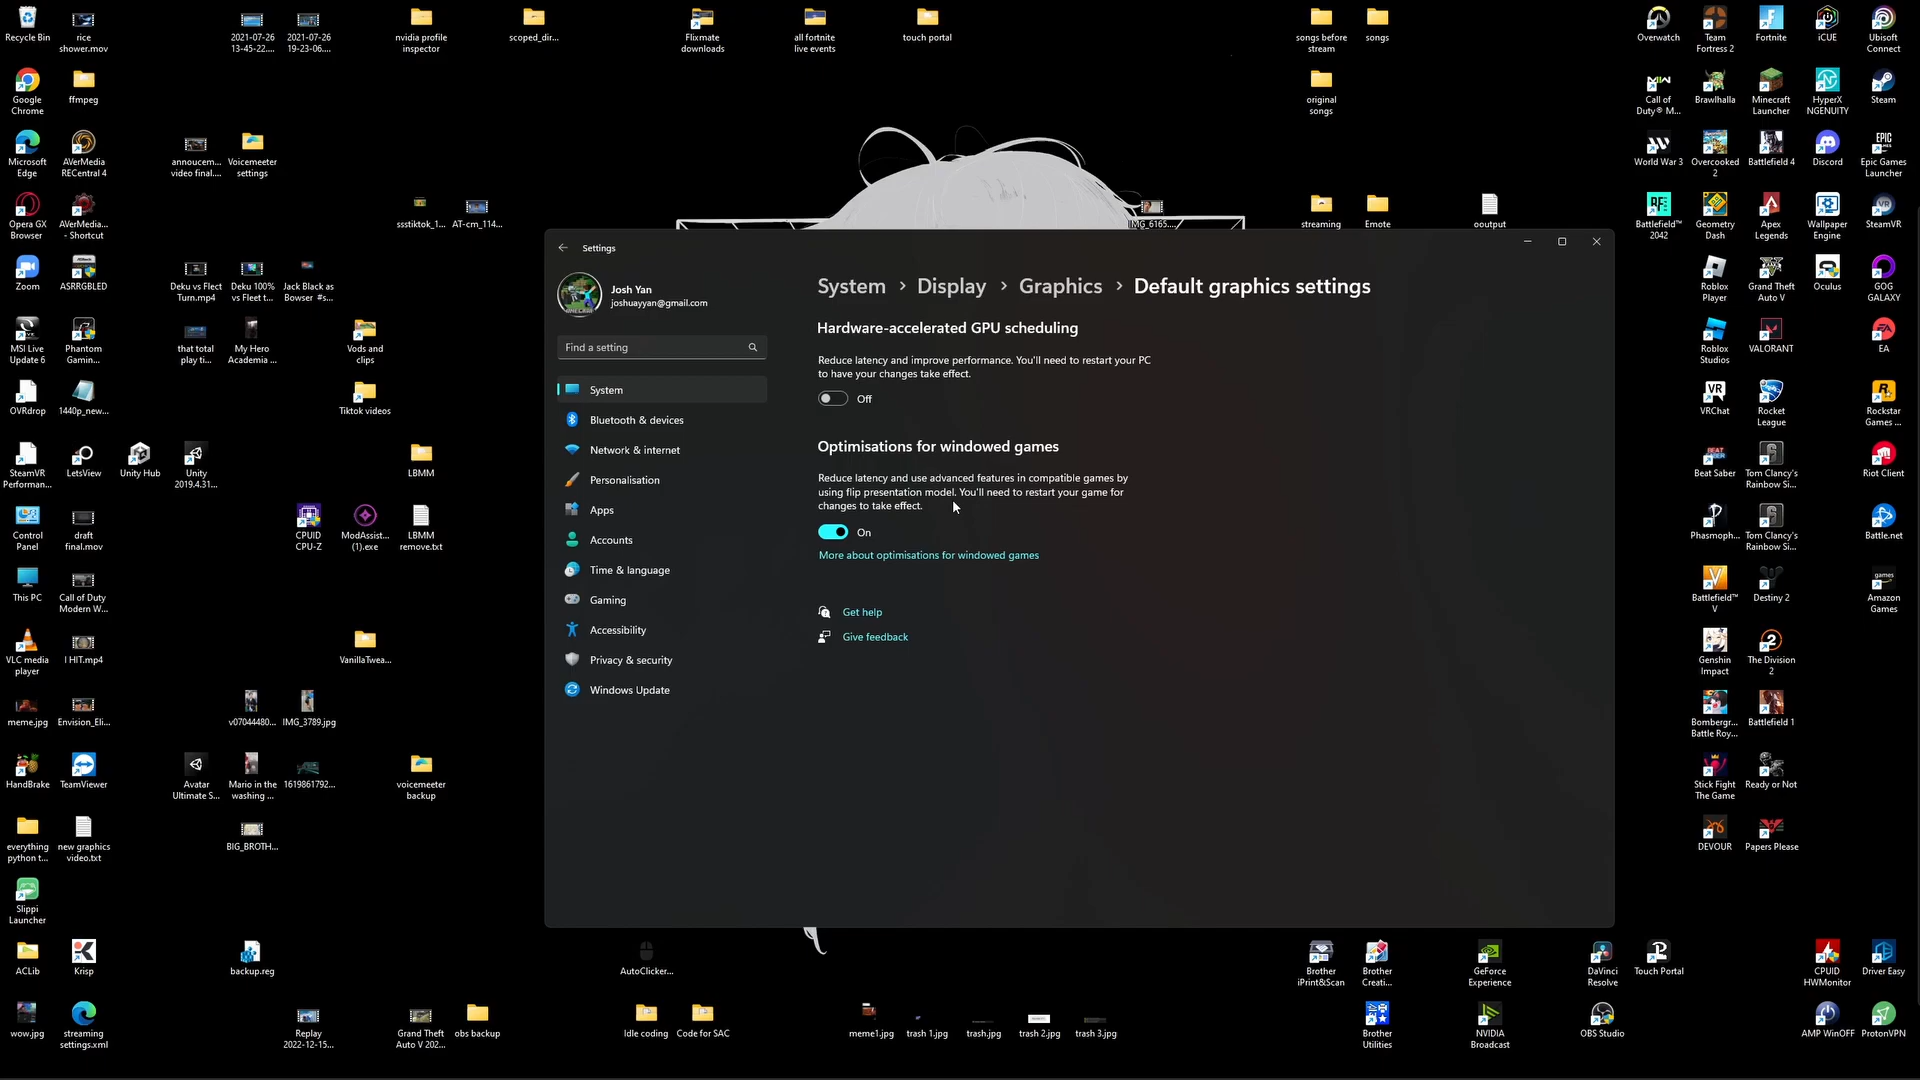 Recycle Bin
rice
shower.mov
2021-07-26
13-45-22....
2021-07-26
19-23-06....
nvidia profile
inspector
scoped_dir...
Flixmate
downloads
all fortnite
live events
touch portal
songs before
stream
songs
Overwatch
Team
Fortress 2
Fortnite
iCUE
Ubisoft
Connect
Google
Chrome
ffmpeg
original
songs
Call of
Duty® M...
Brawlhalla
Minecraft
Launcher
HyperX
NGENUITY
Steam
Microsoft
Edge
AVerMedia
RECentral 4
annoucem...
video final....
Voicemeeter
settings
World War 3
Overcooked
2
Battlefield 4
Discord
Epic Games
Launcher
Opera GX
Browser
AVerMedia...
- Shortcut
ssstiktok_1...
AT-cm_114...
IMG_6165....
streaming
Emote
ooutput
Battlefield™
2042
Geometry
Dash
Apex
Legends
Wallpaper
Engine
SteamVR
Zoom
ASRRGBLED
Deku vs Flect
Turn.mp4
Deku 100%
vs Fleet t...
Jack Black as
Bowser #s...
Roblox
Player
Grand Theft
Auto V
Oculus
GOG
GALAXY
MSI Live
Update 6
Phantom
Gamin...
that total
play ti...
My Hero
Academia ...
Vods and
clips
Roblox
Studios
VALORANT
EA
OVRdrop
1440p_new...
Tiktok videos
VRChat
Rocket
League
Rockstar
Games ...
SteamVR
Performan...
LetsView
Unity Hub
Unity
2019.4.31...
LBMM
Beat Saber
Tom Clancy's
Rainbow Si...
Riot Client
Control
Panel
draft
final.mov
CPUID
CPU-Z
ModAssist...
(1).exe
LBMM
remove.txt
Phasmoph...
Tom Clancy's
Rainbow Si...
Battle.net
This PC
Call of Duty
Modern W...
Battlefield™
V
Destiny 2
Amazon
Games
VLC media
player
I HIT.mp4
VanillaTwea...
Genshin
Impact
The Division
2
meme.jpg
Envision_Eli...
v07044480...
IMG_3789.jpg
Bombergr...
Battle Roy...
Battlefield 1
HandBrake
TeamViewer
Avatar
Ultimate S...
Mario in the
washing ...
1619861792...
voicemeeter
backup
Stick Fight
The Game
Ready or Not
everything
python t...
new graphics
video.txt
BIG_BROTH...
DEVOUR
Papers Please
Slippi
Launcher
ACLib
Krisp
backup.reg
AutoClicker...
Brother
iPrint&Scan
Brother
Creati...
GeForce
Experience
DaVinci
Resolve
Touch Portal
CPUID
HWMonitor
Driver Easy
wow.jpg
streaming
settings.xml
Replay
2022-12-15...
Grand Theft
Auto V 202...
obs backup
Idle coding
Code for SAC
meme1.jpg
trash 1.jpg
trash.jpg
trash 2.jpg
trash 3.jpg
Brother
Utilities
NVIDIA
Broadcast
OBS Studio
AMP WinOFF
ProtonVPN
Settings
Josh Yan
joshuayyan@gmail.com
Find a setting
System
Bluetooth & devices
Network & internet
Personalisation
Apps
Accounts
Time & language
Gaming
Accessibility
Privacy & security
Windows Update
System › Display › Graphics › Default graphics settings
Hardware-accelerated GPU scheduling
Reduce latency and improve performance. You'll need to restart your PC
to have your changes take effect.
Off
Optimisations for windowed games
Reduce latency and use advanced features in compatible games by
using flip presentation model. You'll need to restart your game for
changes to take effect.
On
More about optimisations for windowed games
Get help
Give feedback